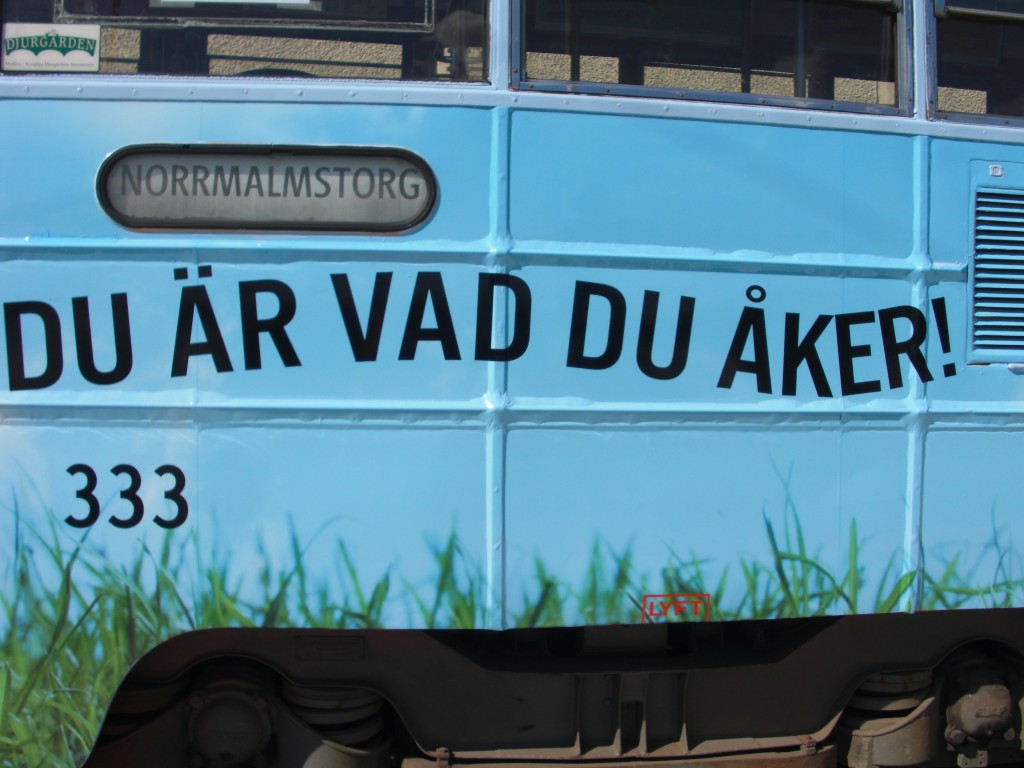 DJURGÅRDEN
NORRMALMSTORG
DU ÄR VAD DU ÅKER!
333
LYFT